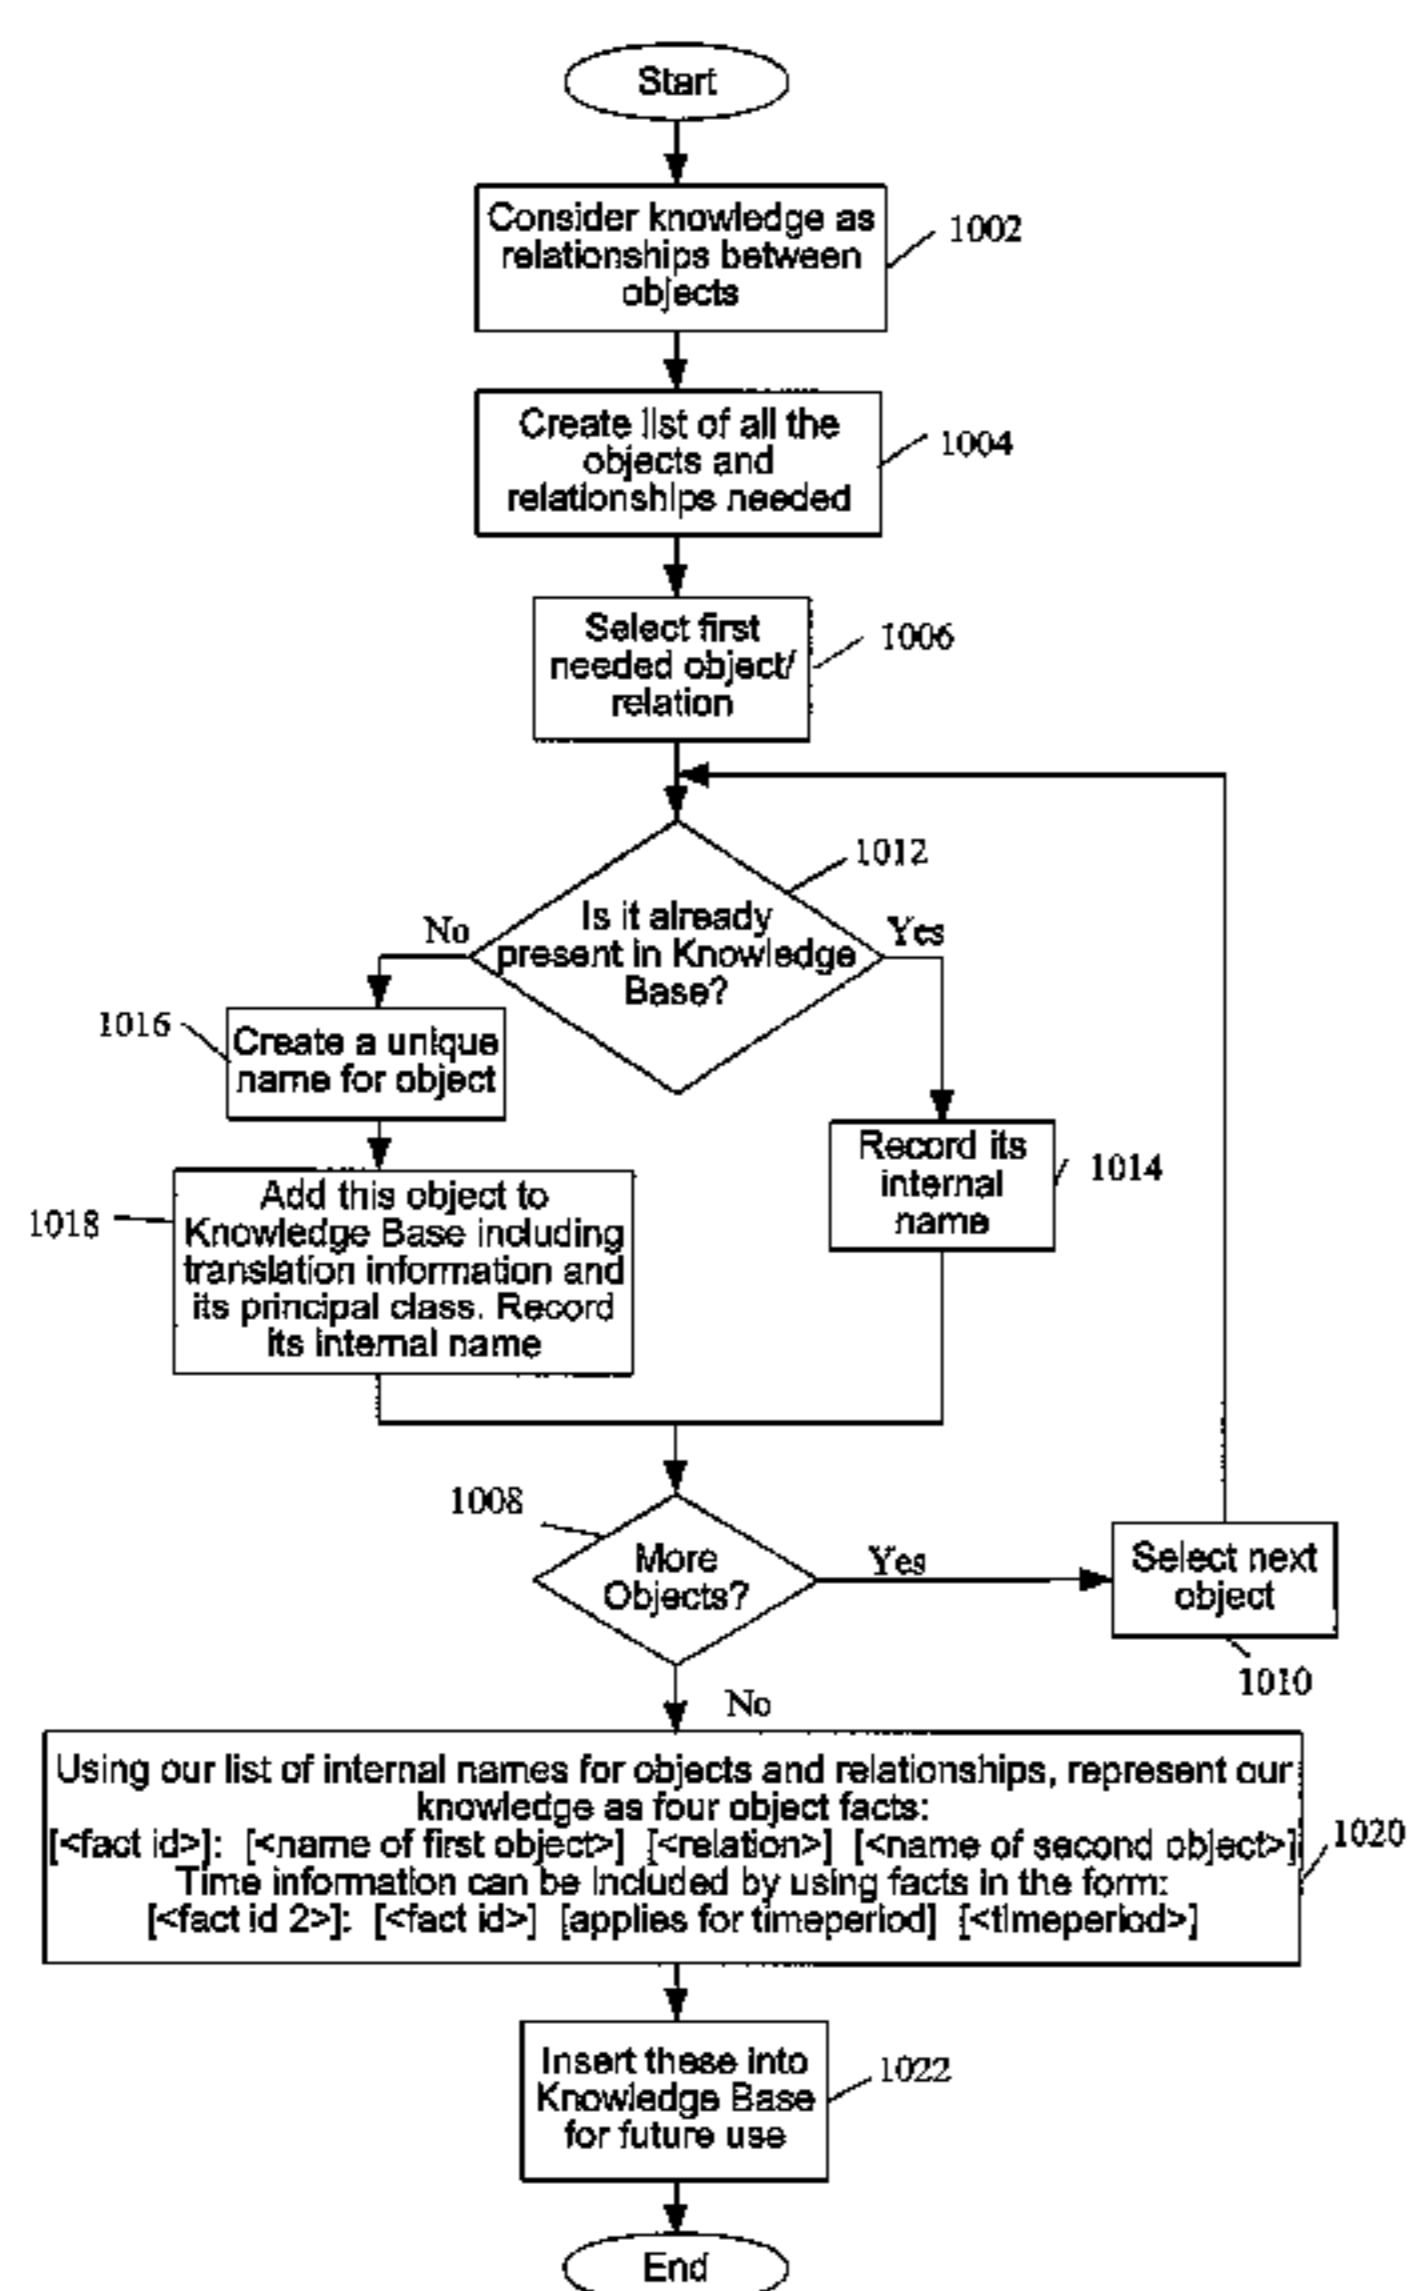 Start
Consider knowledge as
relationships between
objects
1002
Create list of all the
objects and
relationships needed
1004
Select first
needed object/
relation
1006
1012
Is it already
present in Knowledge
Base?
No
Yes
1016
Create a unique
name for object
Record its
internal
name
1014
1018
Add this object to
Knowledge Base including
translation information and
its principal class. Record
its internal name
1008
More
Objects?
Yes
Select next
object
1010
No
Using our list of internal names for objects and relationships, represent our
knowledge as four object facts:
[<fact id>]: [<name of first object>] [<relation>] [<name of second object>]
Time information can be included by using facts in the form:
[<fact id 2>]: [<fact id>] [applies for timeperiod] [<timeperiod>]
1020
Insert these into
Knowledge Base
for future use
1022
End